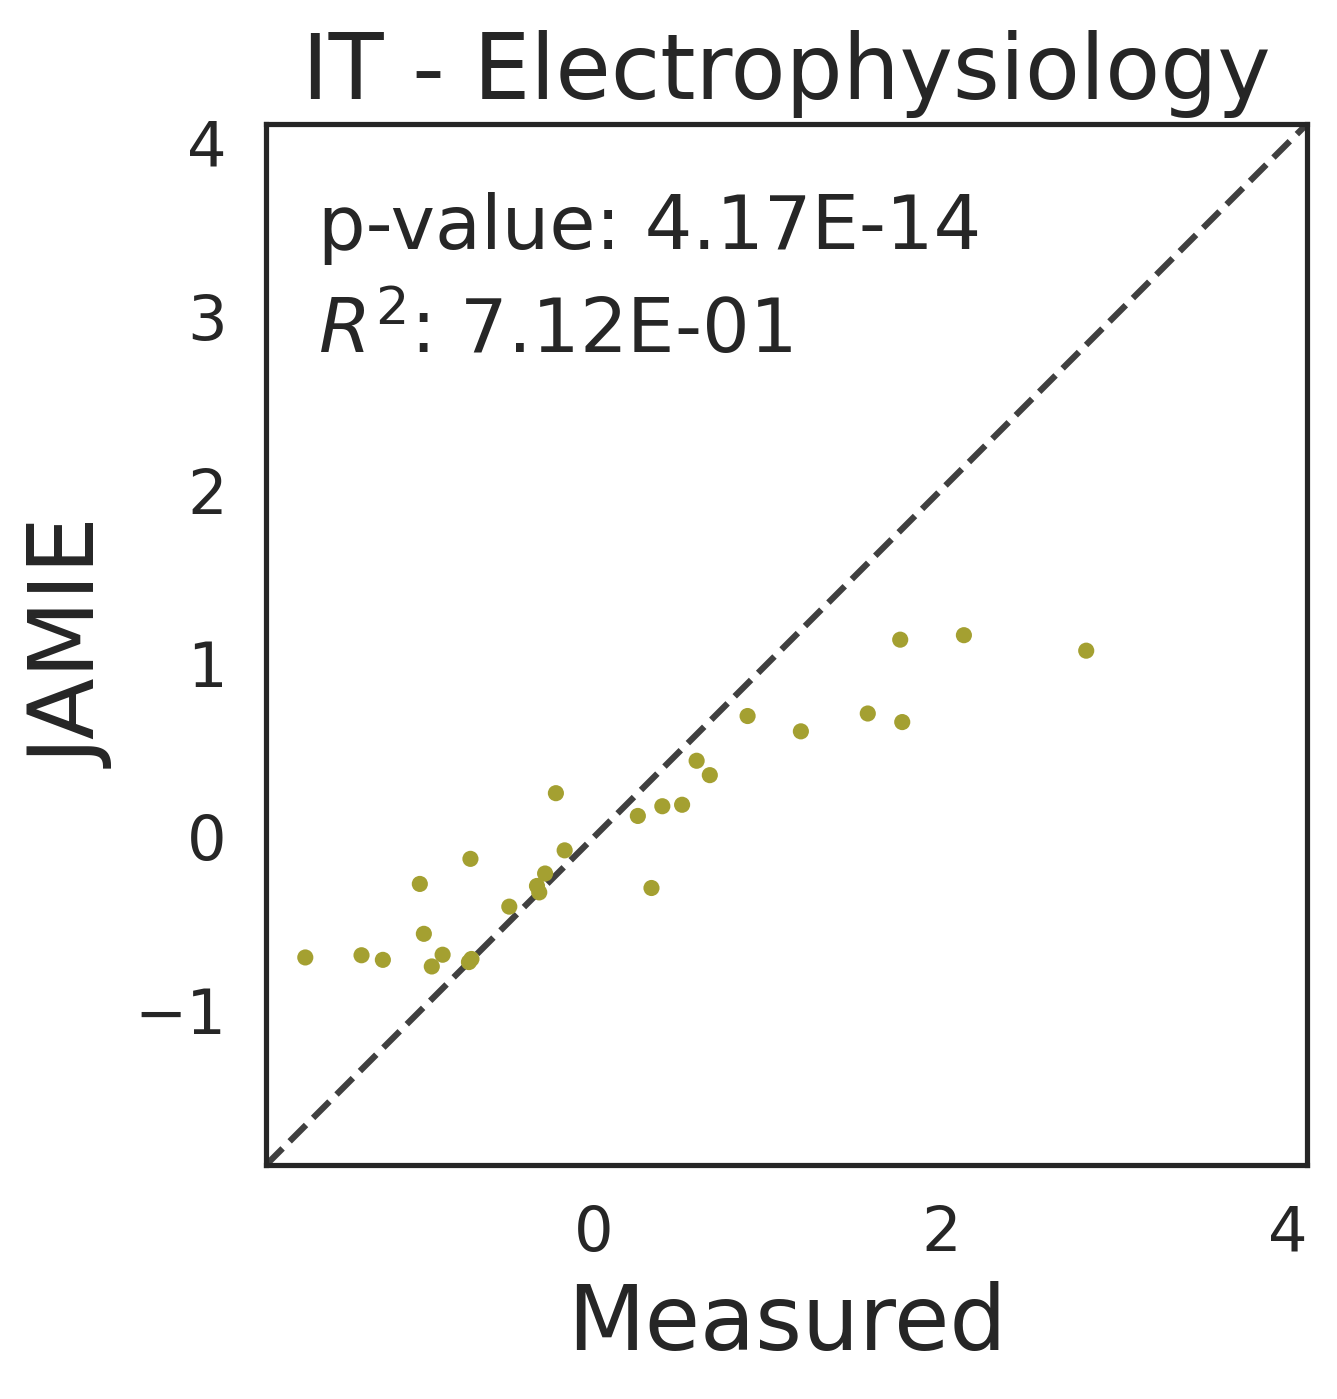 IT - Electrophysiology
p-value: 4.17E-14
R²: 7.12E-01
4
3
2
1
0
−1
JAMIE
0 2 4
Measured